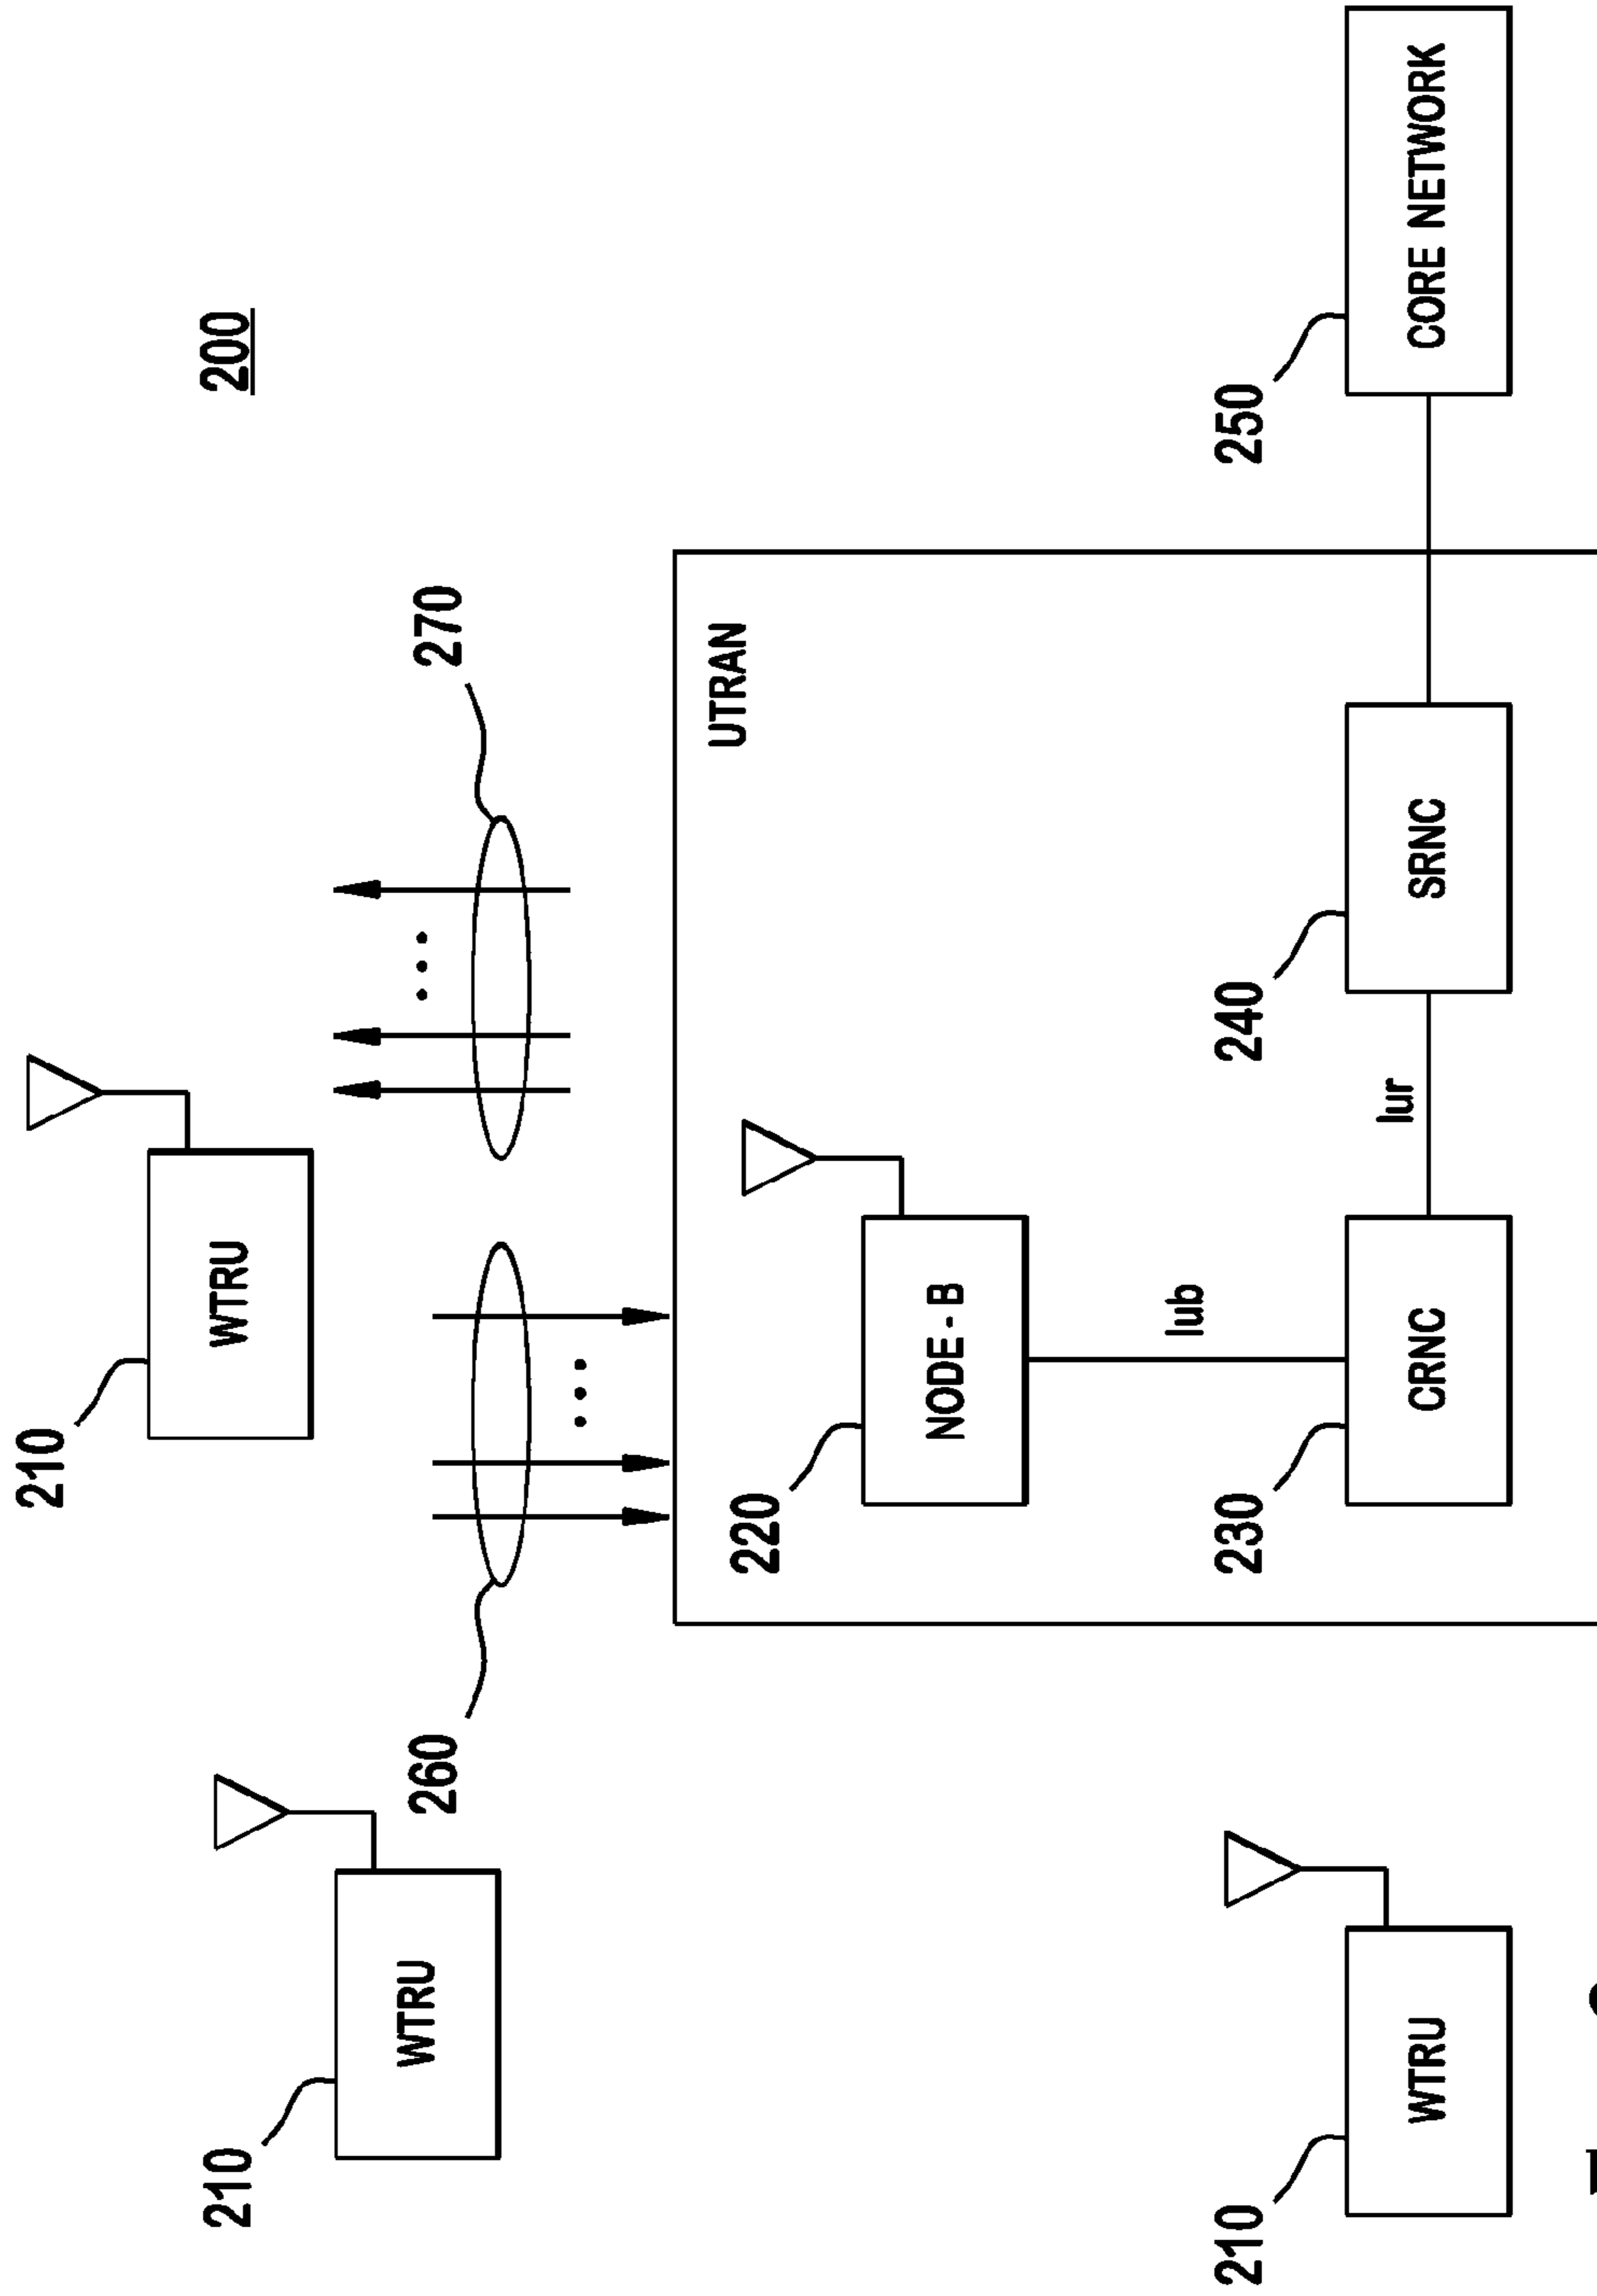 200
210
WTRU
270
210
WTRU
260
UTRAN
220
NODE - B
Iub
250
CORE NETWORK
240
SRNC
Iur
230
CRNC
210
WTRU